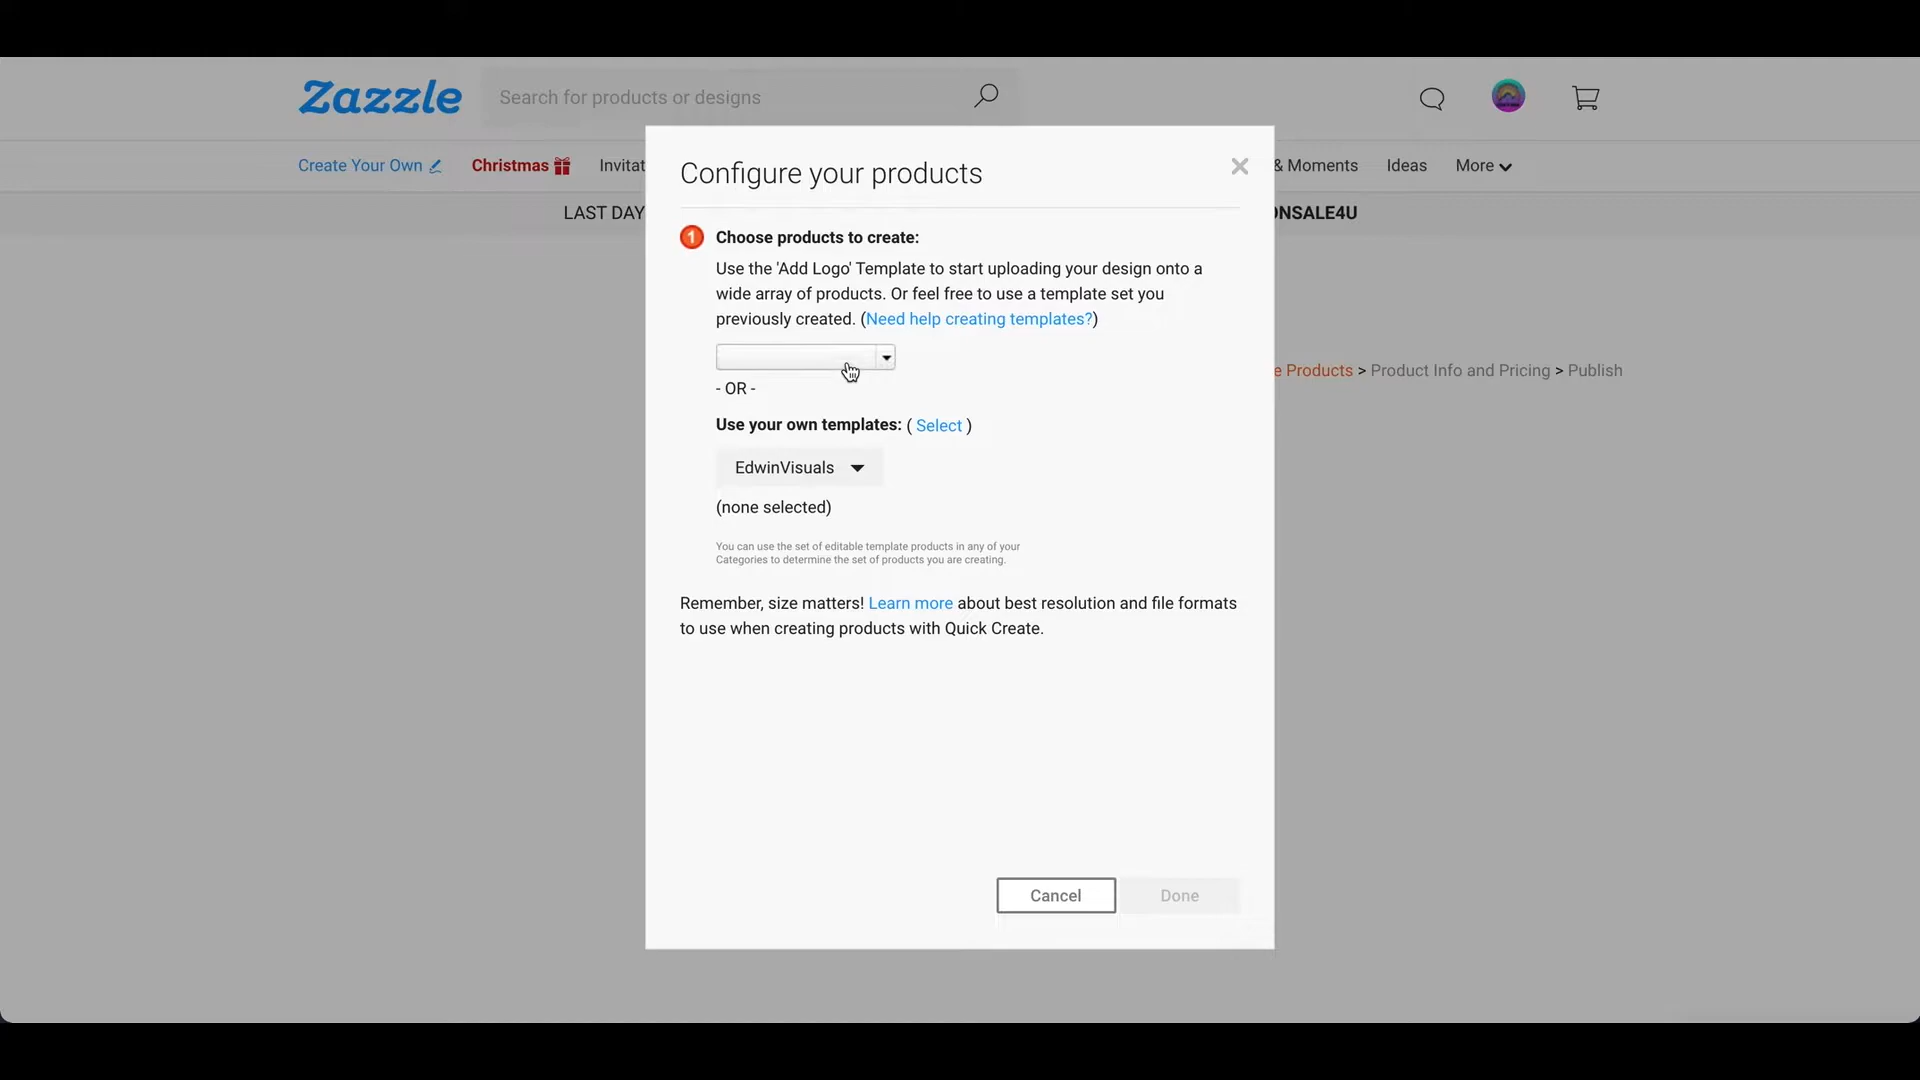 Zazzle
Search for products or designs
Create Your Own
Christmas
Invitat
& Moments
Ideas
More
LAST DAY
ONSALE4U
Configure your products
1 Choose products to create:
Use the 'Add Logo' Template to start uploading your design onto a
wide array of products. Or feel free to use a template set you
previously created. (Need help creating templates?)
- OR -
Use your own templates: ( Select )
EdwinVisuals
(none selected)
You can use the set of editable template products in any of your
Categories to determine the set of products you are creating.
Remember, size matters! Learn more about best resolution and file formats
to use when creating products with Quick Create.
Cancel
Done
e Products > Product Info and Pricing > Publish